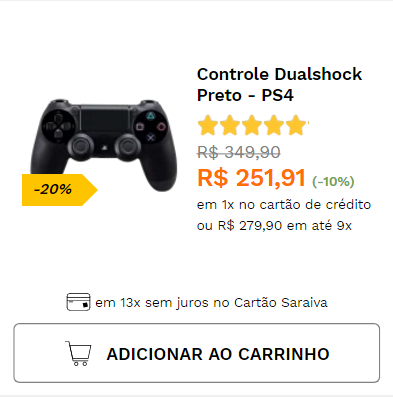 Controle Dualshock
Preto - PS4
R$ 349,90
-20%
R$ 251,91 (-10%)
em 1x no cartão de crédito
ou R$ 279,90 em até 9x
em 13x sem juros no Cartão Saraiva
ADICIONAR AO CARRINHO